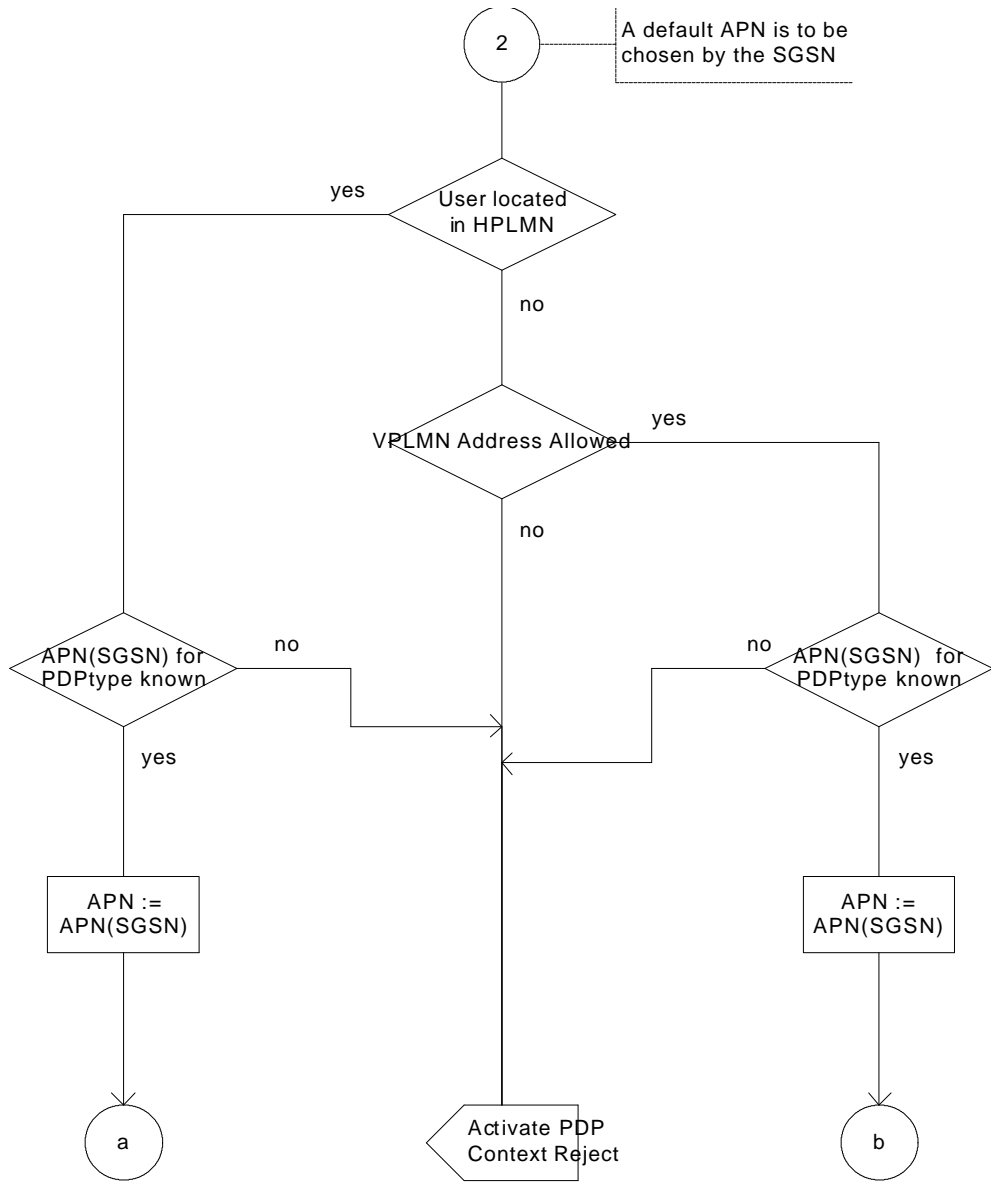 2
A default APN is to be
chosen by the SGSN
yes
User located
in HPLMN
no
VPLMN Address Allowed
yes
no
APN(SGSN) for
PDPtype known
no
no
APN(SGSN) for
PDPtype known
yes
yes
APN :=
APN(SGSN)
APN :=
APN(SGSN)
a
Activate PDP
Context Reject
b